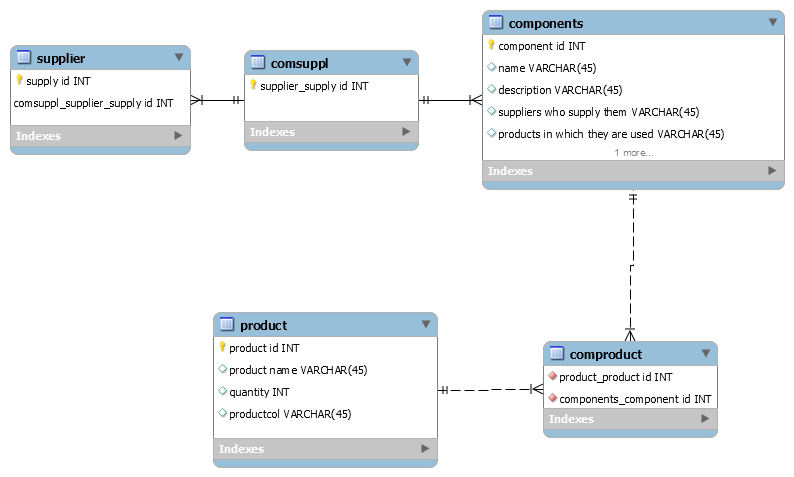 supplier
supply id INT
comsuppl_supplier_supply id INT
Indexes
comsuppl
supplier_supply id INT
Indexes
components
component id INT
name VARCHAR(45)
description VARCHAR(45)
suppliers who supply them VARCHAR(45)
products in which they are used VARCHAR(45)
1 more...
Indexes
product
product id INT
product name VARCHAR(45)
quantity INT
productcol VARCHAR(45)
Indexes
comproduct
product_product id INT
components_component id INT
Indexes